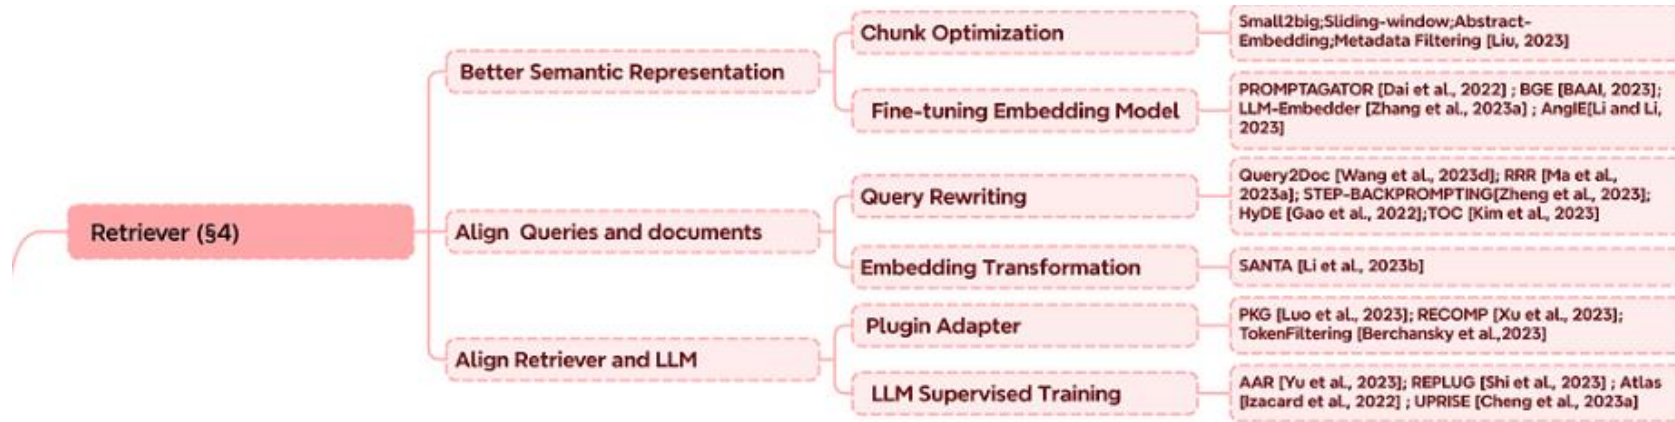 Retriever (§4)
Better Semantic Representation
Chunk Optimization
Small2big;Sliding-window;Abstract-
Embedding;Metadata Filtering [Liu, 2023]
Fine-tuning Embedding Model
PROMPTAGATOR [Dai et al., 2022] ; BGE [BAAI, 2023];
LLM-Embedder [Zhang et al., 2023a] ; AngIE[Li and Li,
2023]
Align Queries and documents
Query Rewriting
Query2Doc [Wang et al., 2023d]; RRR [Ma et al.,
2023a]; STEP-BACKPROMPTING[Zheng et al., 2023];
HyDE [Gao et al., 2022];TOC [Kim et al., 2023]
Embedding Transformation
SANTA [Li et al., 2023b]
Align Retriever and LLM
Plugin Adapter
PKG [Luo et al., 2023]; RECOMP [Xu et al., 2023];
TokenFiltering [Berchansky et al.,2023]
LLM Supervised Training
AAR [Yu et al., 2023]; REPLUG [Shi et al., 2023] ; Atlas
[Izacard et al., 2022] ; UPRISE [Cheng et al., 2023a]